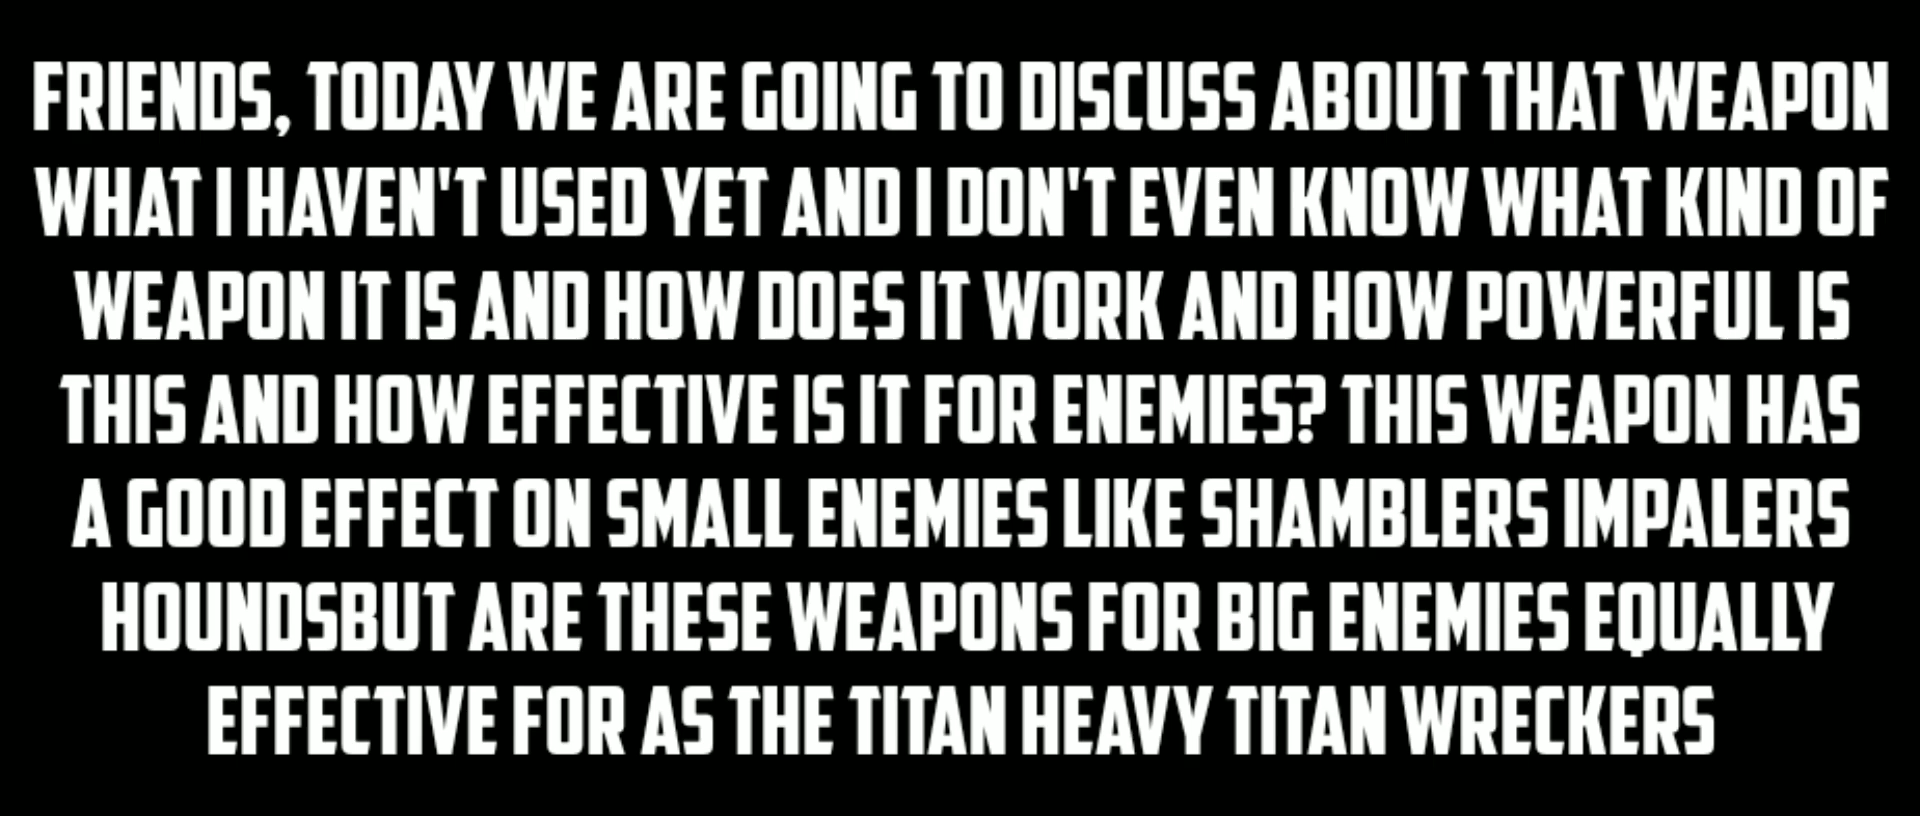 FRIENDS, TODAY WE ARE GOING TO DISCUSS ABOUT THAT WEAPON
WHAT I HAVEN'T USED YET AND I DON'T EVEN KNOW WHAT KIND OF
WEAPON IT IS AND HOW DOES IT WORK AND HOW POWERFUL IS
THIS AND HOW EFFECTIVE IS IT FOR ENEMIES? THIS WEAPON HAS
A GOOD EFFECT ON SMALL ENEMIES LIKE SHAMBLERS IMPALERS
HOUNDSBUT ARE THESE WEAPONS FOR BIG ENEMIES EQUALLY
EFFECTIVE FOR AS THE TITAN HEAVY TITAN WRECKERS